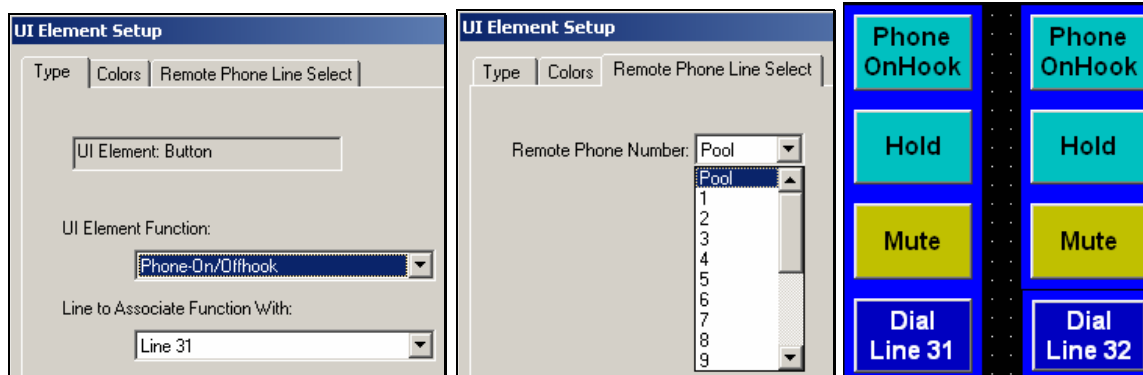 UI Element Setup
Type
Colors
Remote Phone Line Select
UI Element: Button
UI Element Function:
Phone-On/Offhook
Line to Associate Function With:
Line 31
UI Element Setup
Type
Colors
Remote Phone Line Select
Remote Phone Number:
Pool
Pool
1
2
3
4
5
6
7
8
9
Phone
OnHook
Hold
Mute
Dial
Line 31
Phone
OnHook
Hold
Mute
Dial
Line 32